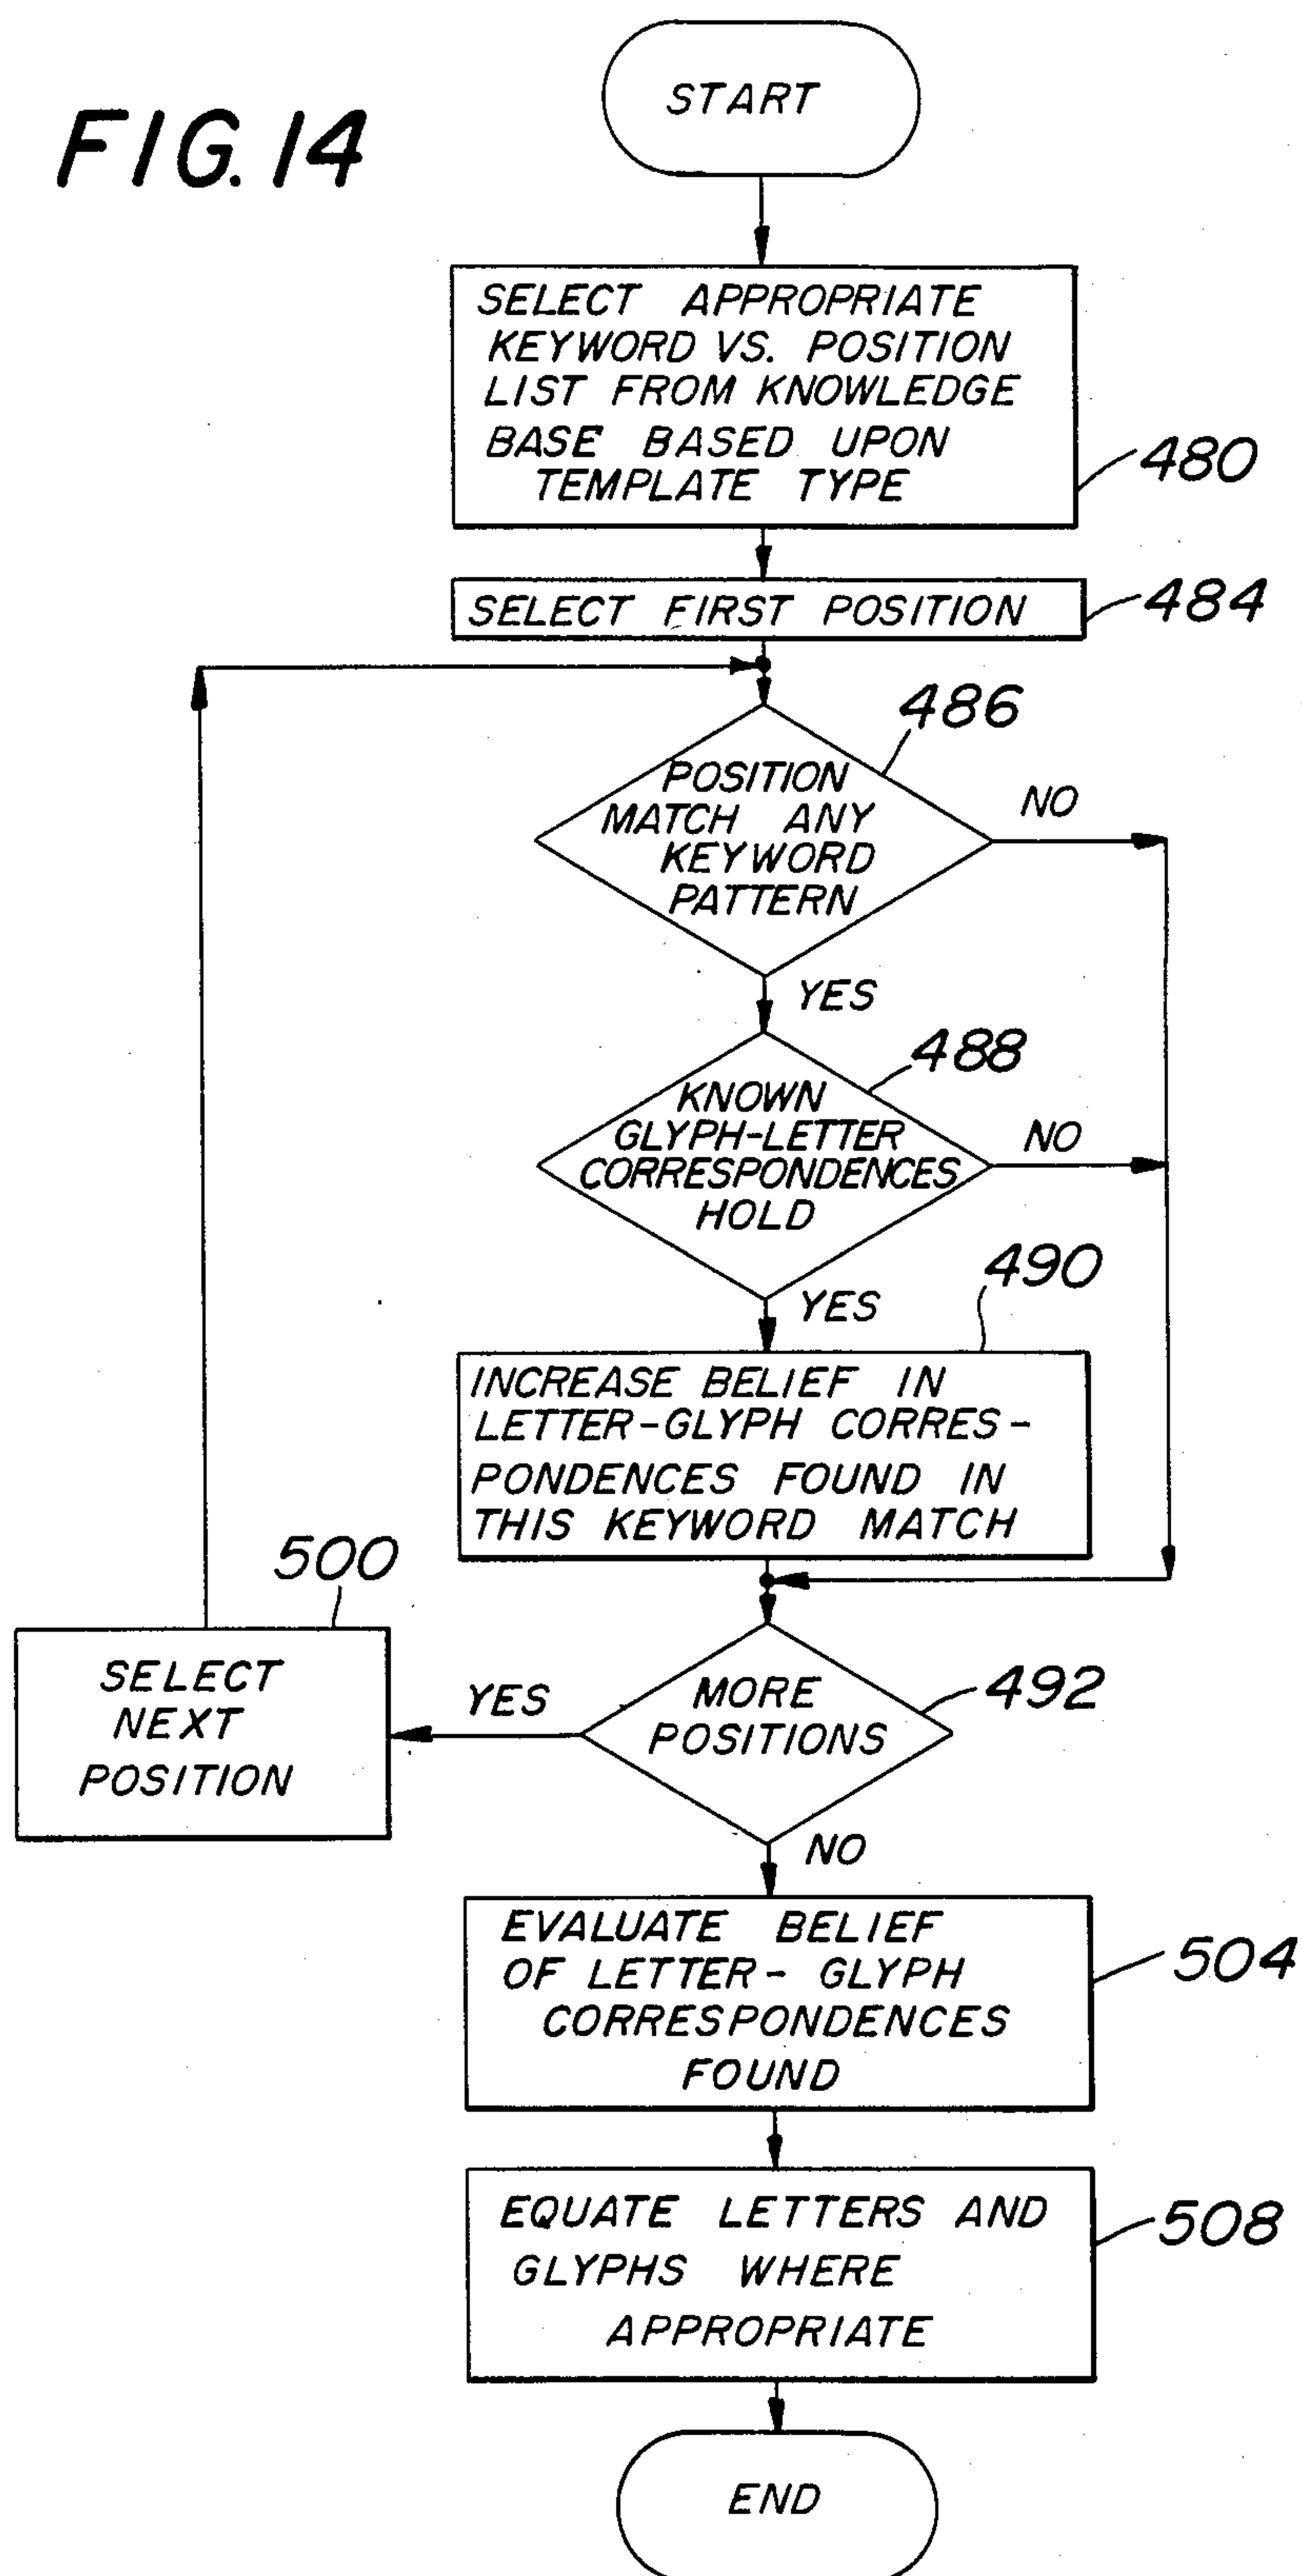 FIG. 14
START
SELECT APPROPRIATE
KEYWORD VS. POSITION
LIST FROM KNOWLEDGE
BASE BASED UPON
TEMPLATE TYPE
480
SELECT FIRST POSITION
484
486
POSITION
MATCH ANY
KEYWORD
PATTERN
NO
YES
488
KNOWN
GLYPH-LETTER
CORRESPONDENCES
HOLD
NO
YES
490
INCREASE BELIEF IN
LETTER-GLYPH CORRES-
PONDENCES FOUND IN
THIS KEYWORD MATCH
500
SELECT
NEXT
POSITION
YES
MORE
POSITIONS
492
NO
EVALUATE BELIEF
OF LETTER- GLYPH
CORRESPONDENCES
FOUND
504
EQUATE LETTERS AND
GLYPHS WHERE
APPROPRIATE
508
END